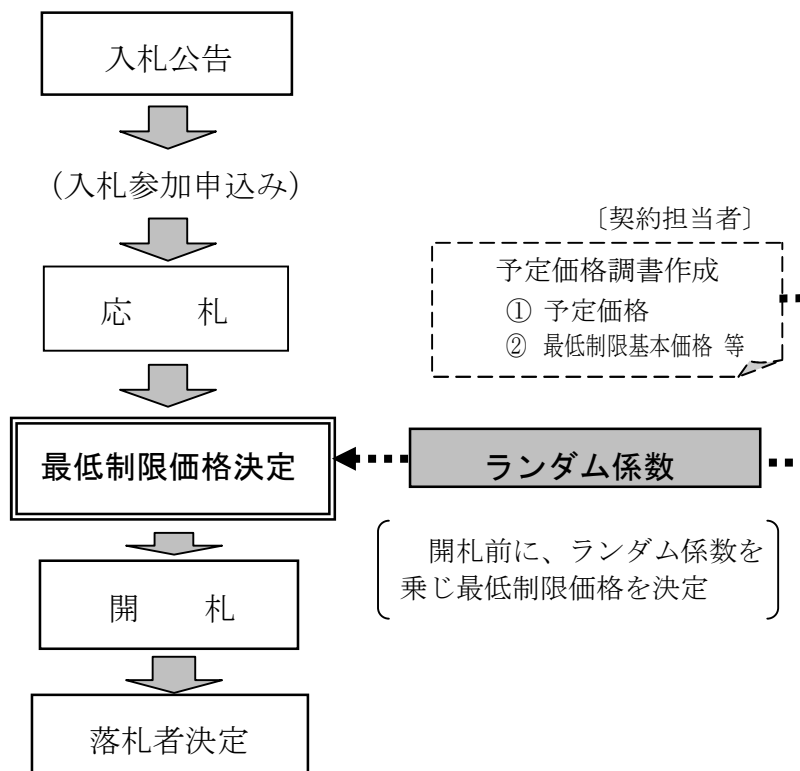 入札公告
(入札参加申込み)
応　　札
最低制限価格決定
開　　札
落札者決定
〔契約担当者〕
予定価格調書作成
① 予定価格
② 最低制限基本価格 等
ランダム係数
開札前に、ランダム係数を
乗じ最低制限価格を決定